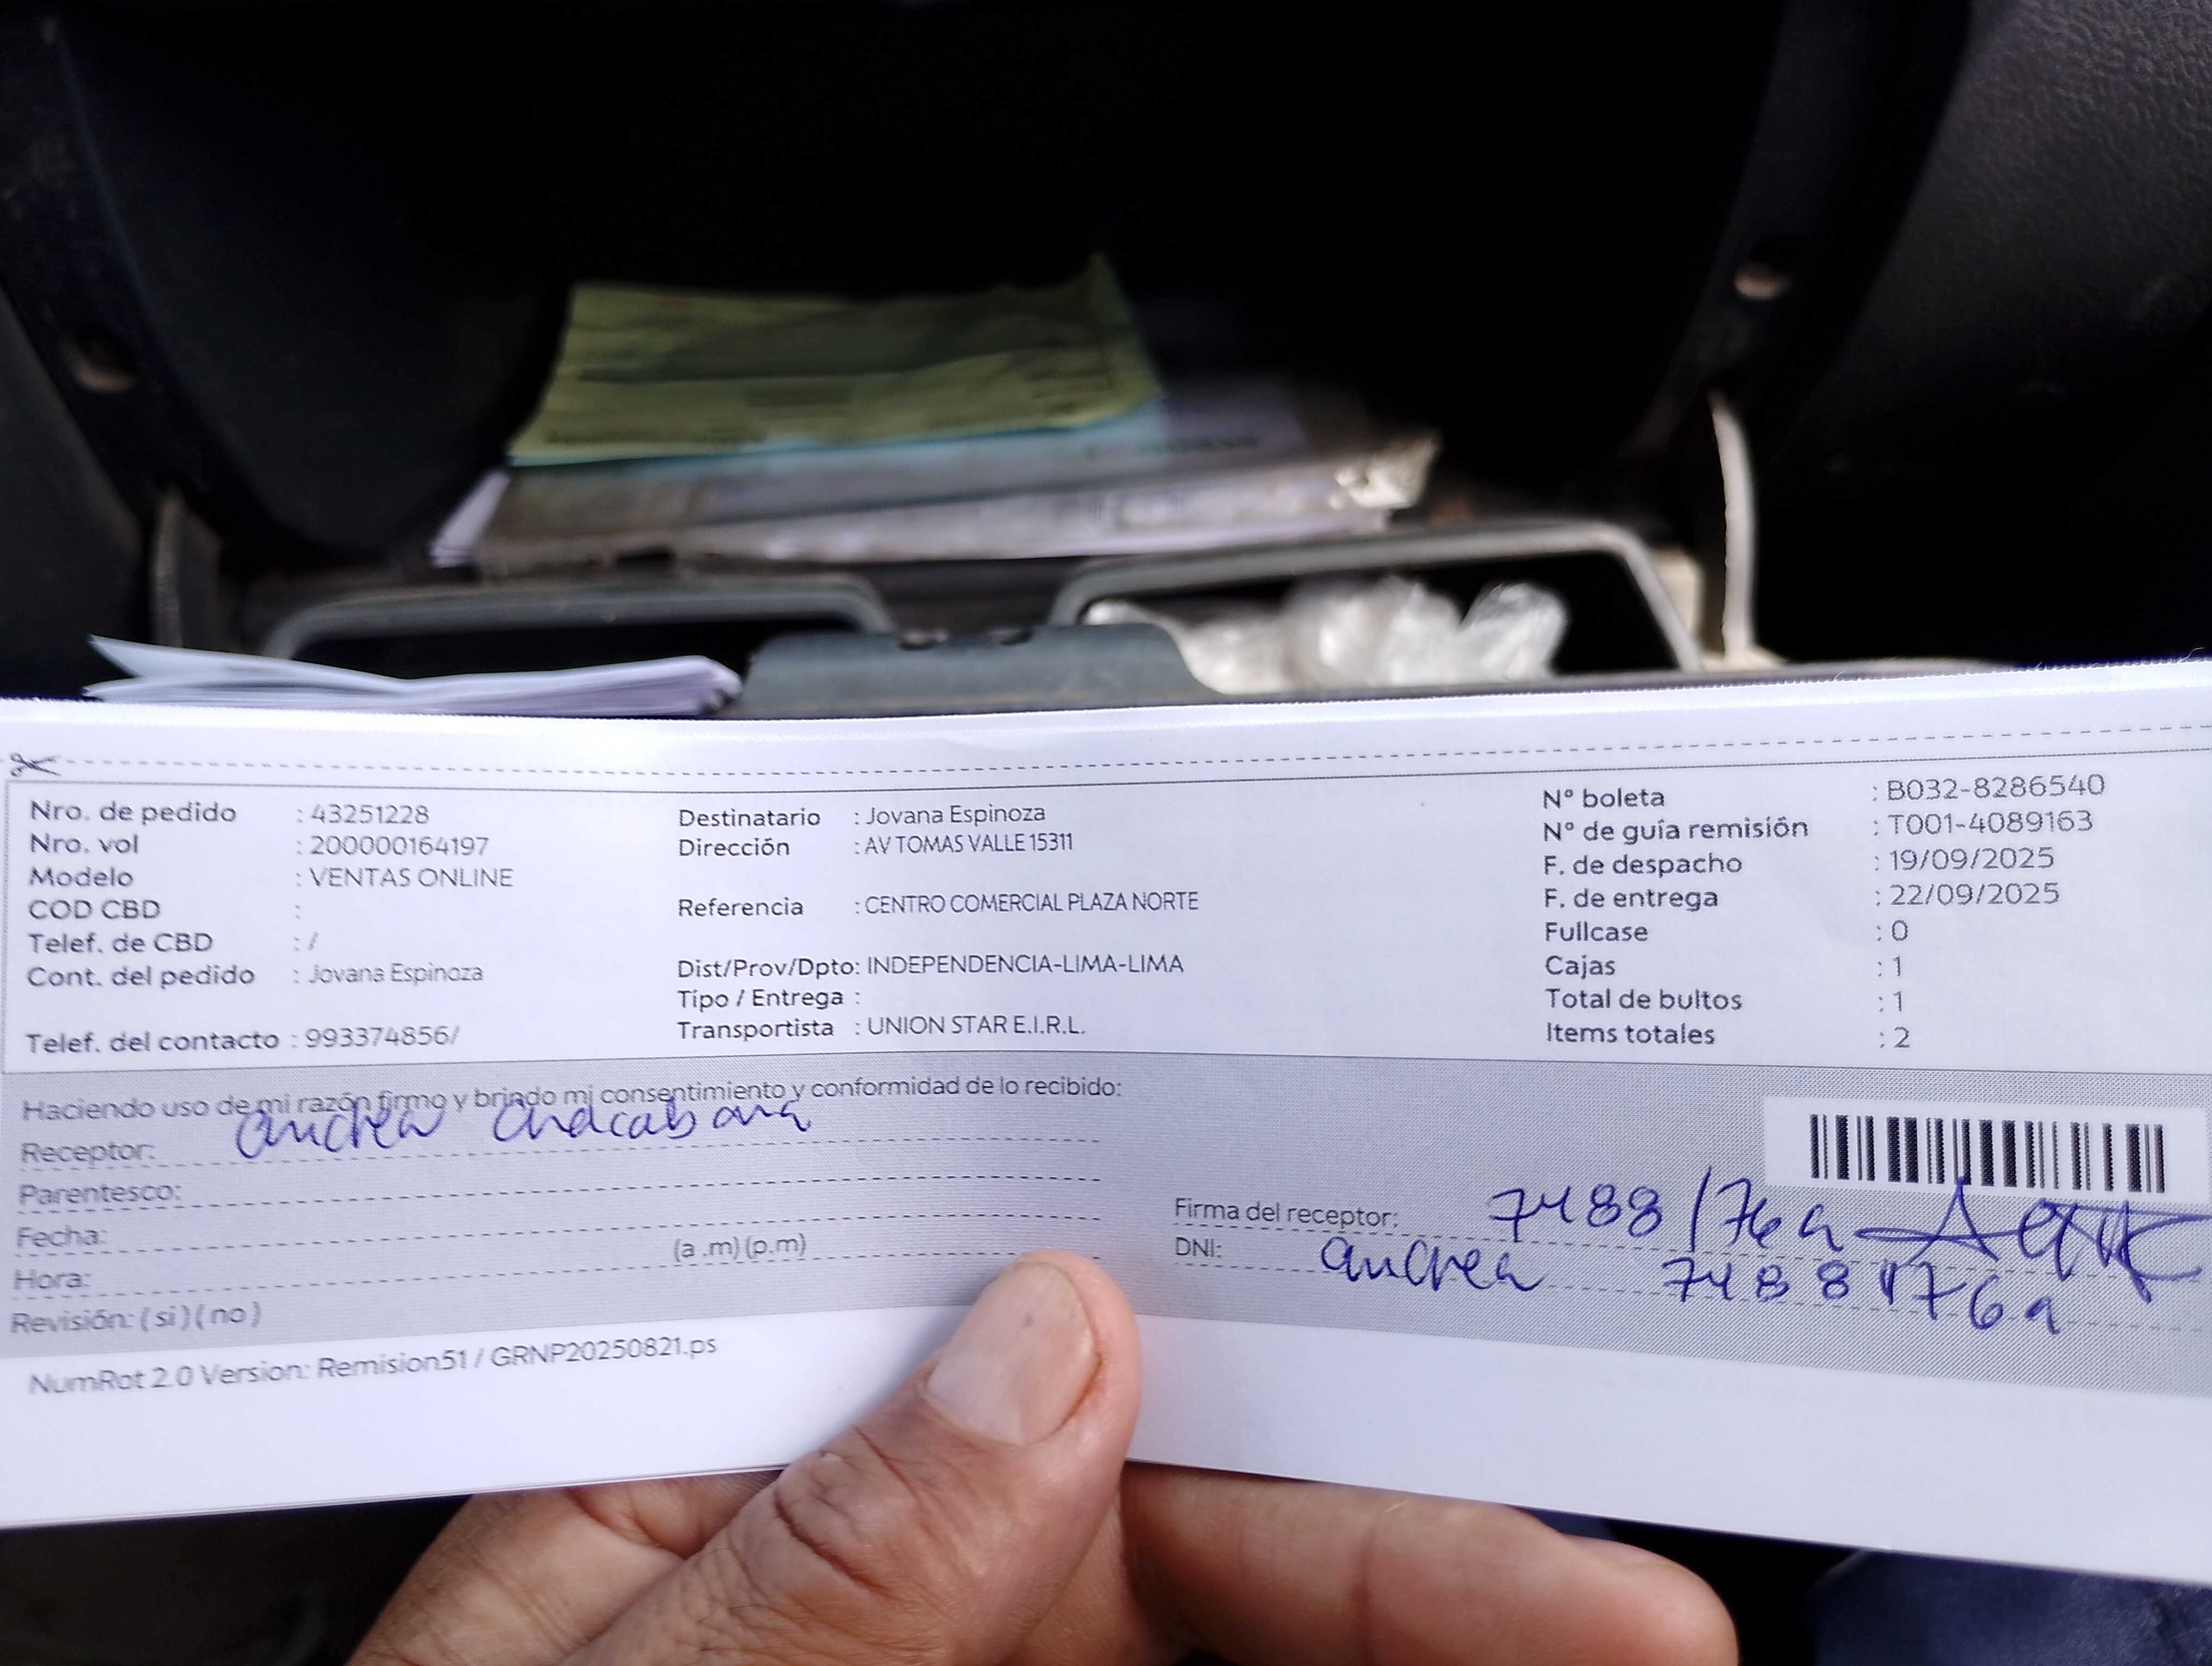 Nro. de pedido : 43251228
Nro. vol : 200000164197
Modelo : VENTAS ONLINE
COD CBD :
Telef. de CBD : /
Cont. del pedido : Jovana Espinoza
Telef. del contacto : 993374856/
Destinatario : Jovana Espinoza
Dirección : AV TOMAS VALLE 15311
Referencia : CENTRO COMERCIAL PLAZA NORTE
Dist/Prov/Dpto: INDEPENDENCIA-LIMA-LIMA
Tipo / Entrega :
Transportista : UNION STAR E.I.R.L.
Nº boleta : B032-8286540
Nº de guía remisión : T001-4089163
F. de despacho : 19/09/2025
F. de entrega : 22/09/2025
Fullcase : 0
Cajas : 1
Total de bultos : 1
Items totales : 2
Haciendo uso de mi razón firmo y brindo mi consentimiento y conformidad de lo recibido:
Receptor: andrea
Parentesco:
Fecha:
Hora: (a .m) (p.m)
Revisión: ( si ) ( no )
Firma del receptor:
DNI: andrea
NumRot 2.0 Version: Remision51 / GRNP20250821.ps